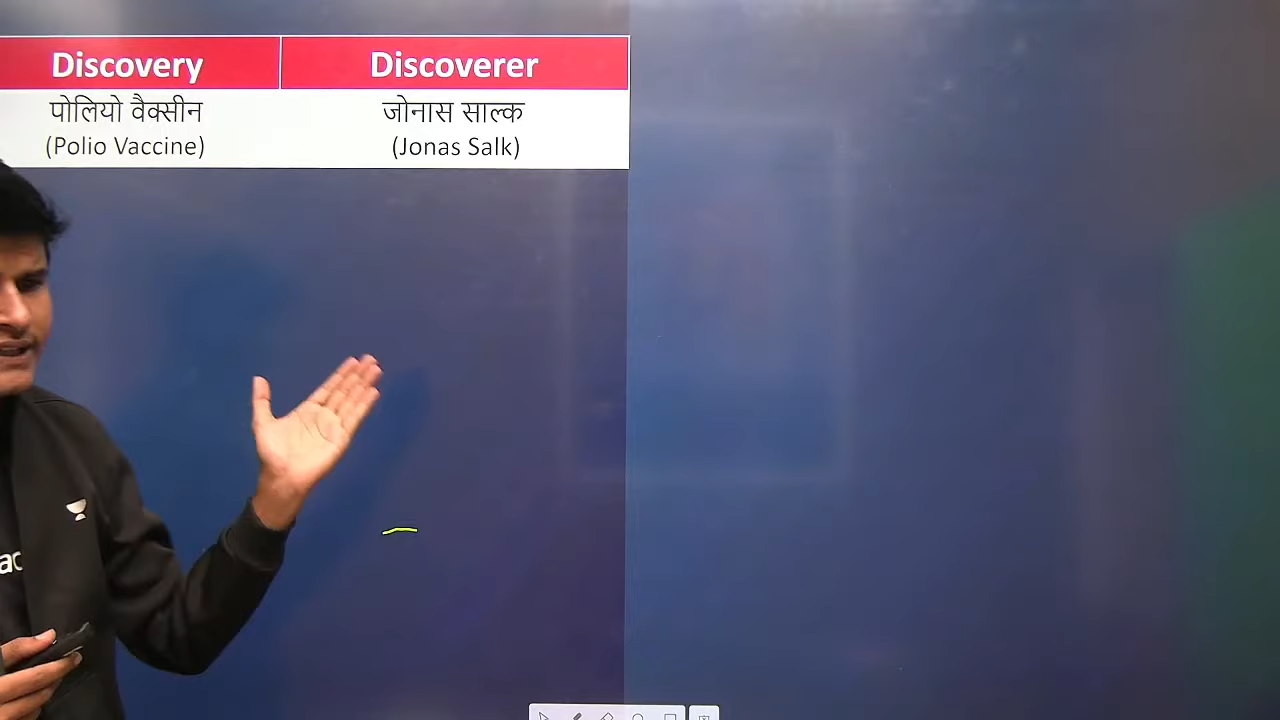 Discovery Discoverer
पोलियो वैक्सीन जोनास साल्क
(Polio Vaccine) (Jonas Salk)